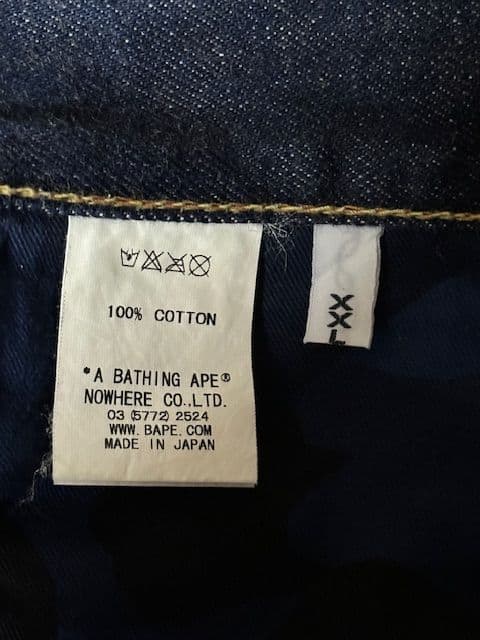 100% COTTON
*A BATHING APE®
NOWHERE CO.,LTD.
03 (5772) 2524
WWW. BAPE. COM
MADE IN JAPAN
XXL